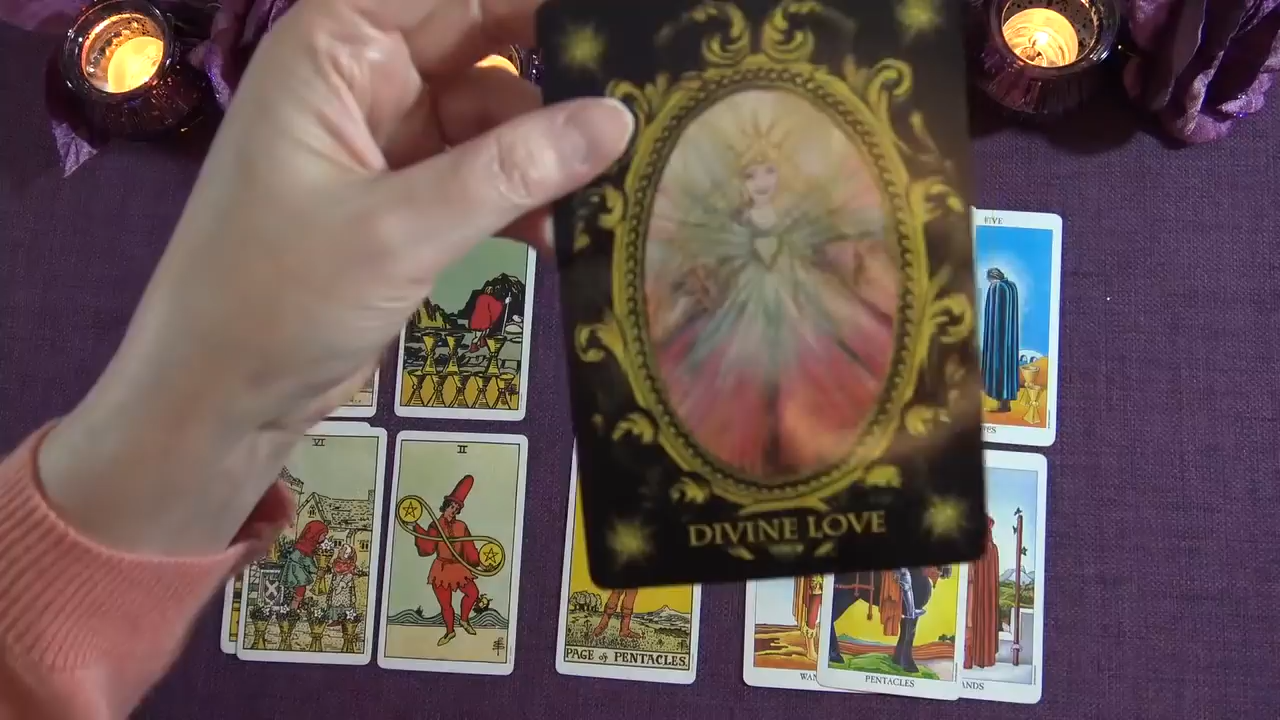 FIVE
DIVINE LOVE
VI
II
PAGE of PENTACLES.
PENTACLES